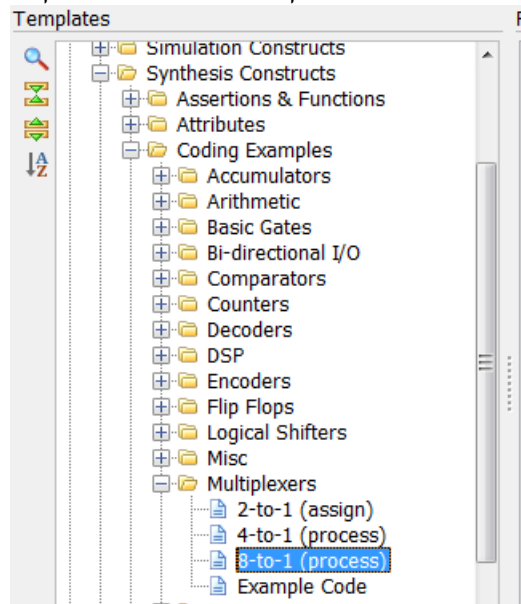 Templates
Simulation Constructs
Synthesis Constructs
Assertions & Functions
Attributes
Coding Examples
Accumulators
Arithmetic
Basic Gates
Bi-directional I/O
Comparators
Counters
Decoders
DSP
Encoders
Flip Flops
Logical Shifters
Misc
Multiplexers
2-to-1 (assign)
4-to-1 (process)
8-to-1 (process)
Example Code